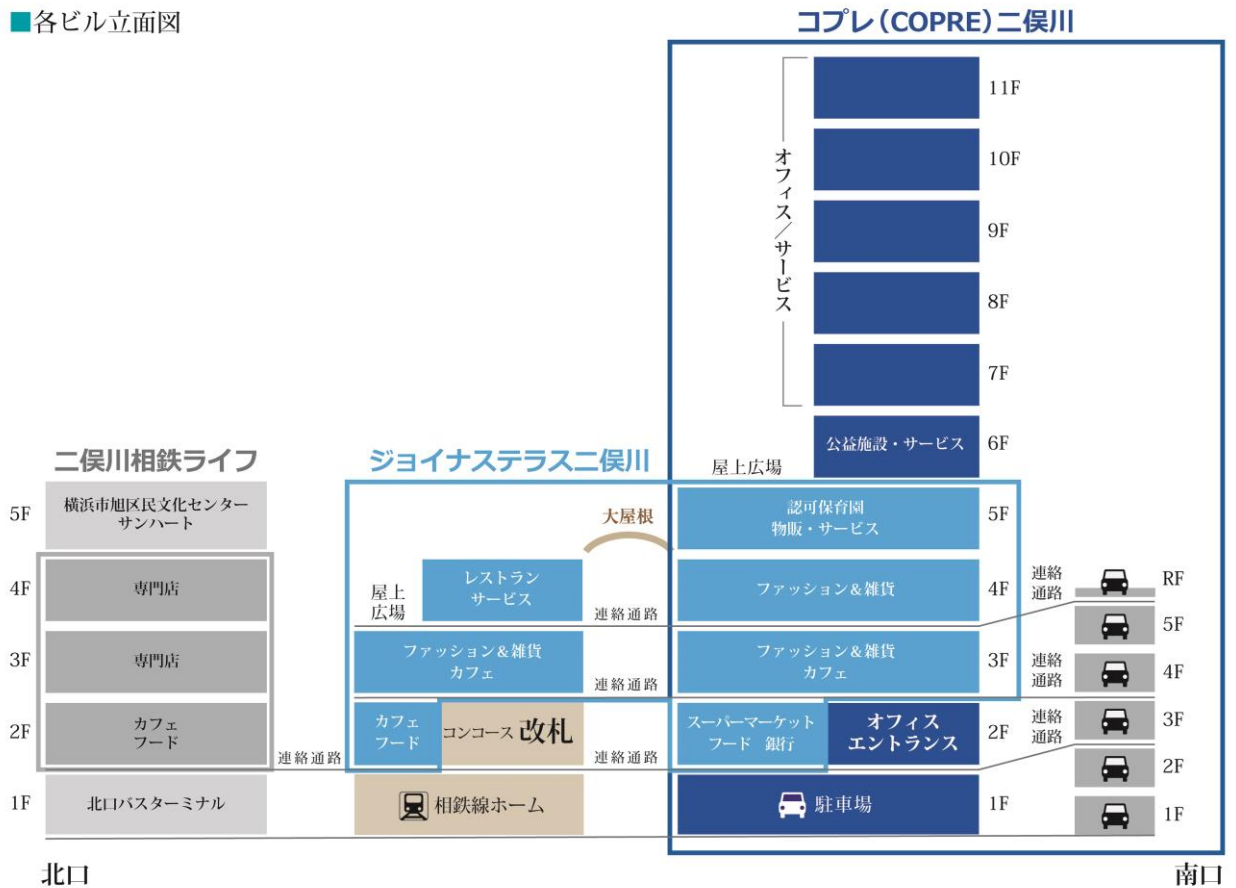 ■各ビル立面図
コプレ（COPRE）二俣川
11F
10F
9F
8F
7F
オフィス／サービス
公益施設・サービス
6F
屋上広場
二俣川相鉄ライフ
5F
横浜市旭区民文化センター
サンハート
4F
専門店
3F
専門店
2F
カフェ
フード
連絡通路
1F
北口バスターミナル
ジョイナステラス二俣川
大屋根
屋上
広場
レストラン
サービス
連絡通路
ファッション＆雑貨
カフェ
連絡通路
カフェ
フード
コンコース 改札
連絡通路
相鉄線ホーム
認可保育園
物販・サービス
5F
ファッション＆雑貨
4F
連絡
通路
ファッション＆雑貨
カフェ
3F
連絡
通路
スーパーマーケット
フード 銀行
オフィス
エントランス
2F
連絡
通路
駐車場
1F
RF
5F
4F
3F
2F
1F
北口
南口